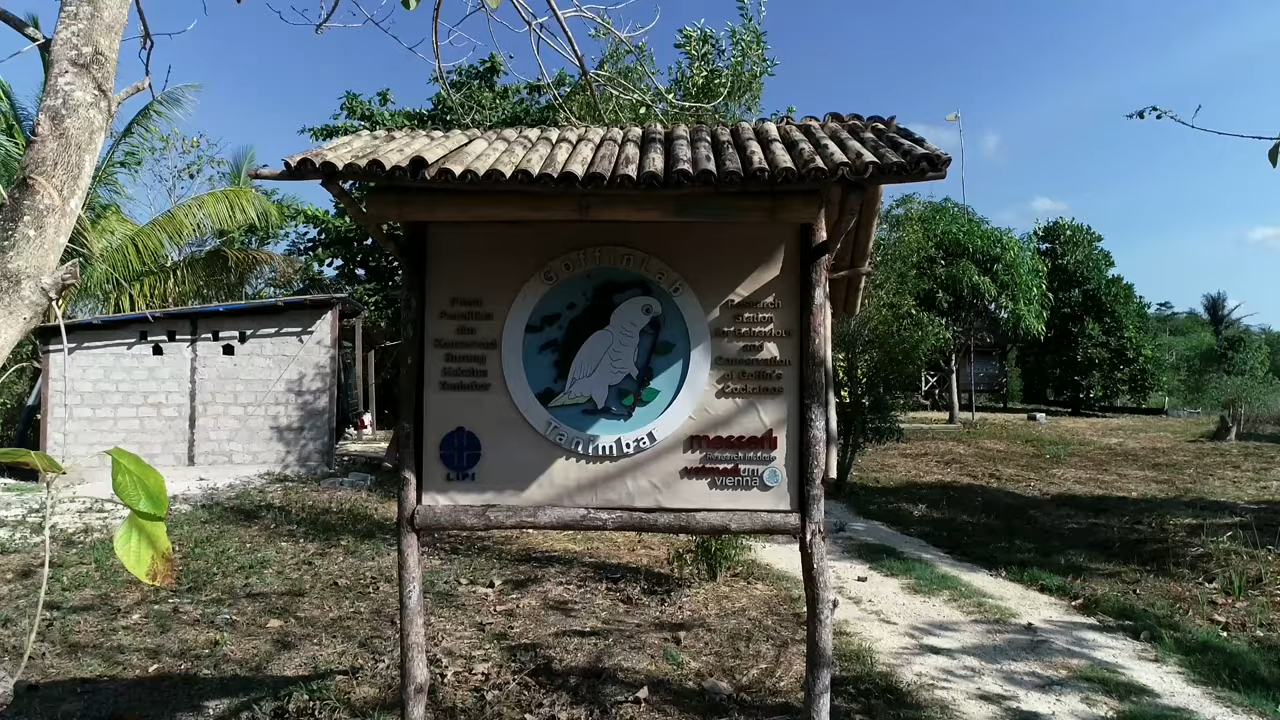 GoffinLab
Tanimbar
Pusat
Penelitian
dan
Konservasi
Burung
Kakatua
Tanimbar
Research
Station
for Behaviour
and
Conservation
of Goffin's
Cockatoos
LIPI
messerli
Research Institute
vetmeduni
vienna